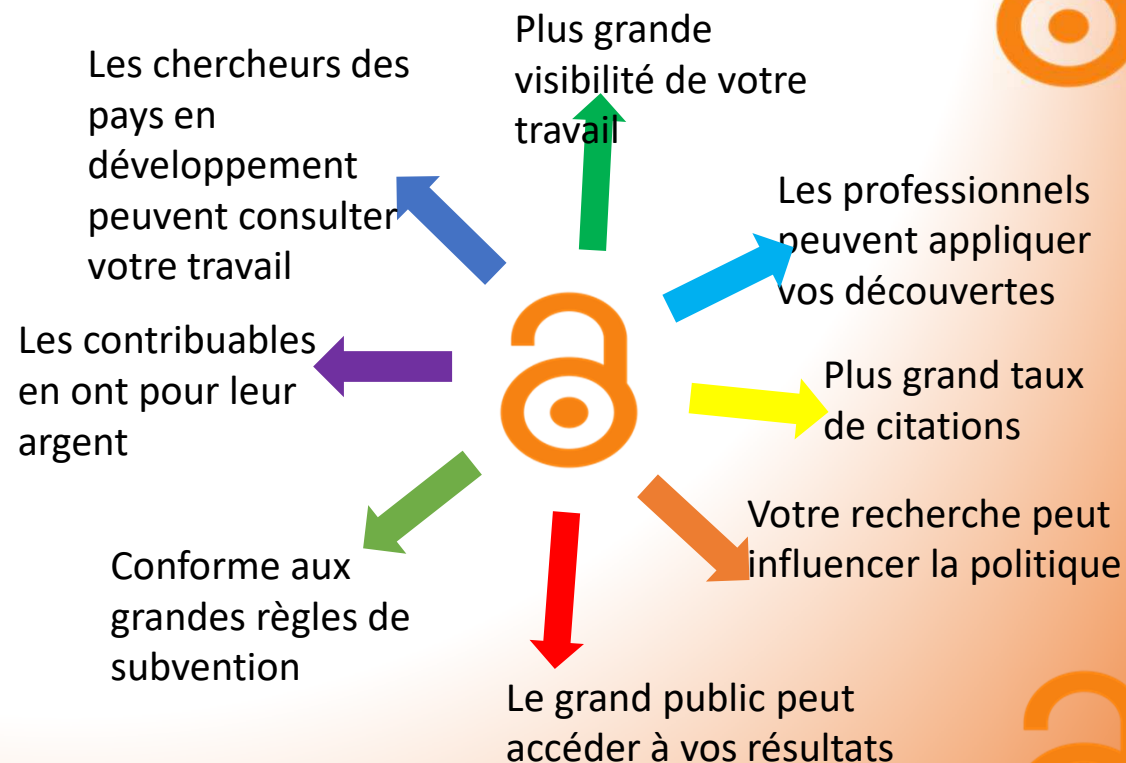 Plus grande
visibilité de votre
travail
Les professionnels
peuvent appliquer
vos découvertes
Plus grand taux
de citations
Votre recherche peut
influencer la politique
Le grand public peut
accéder à vos résultats
Conforme aux
grandes règles de
subvention
Les contribuables
en ont pour leur
argent
Les chercheurs des
pays en
développement
peuvent consulter
votre travail